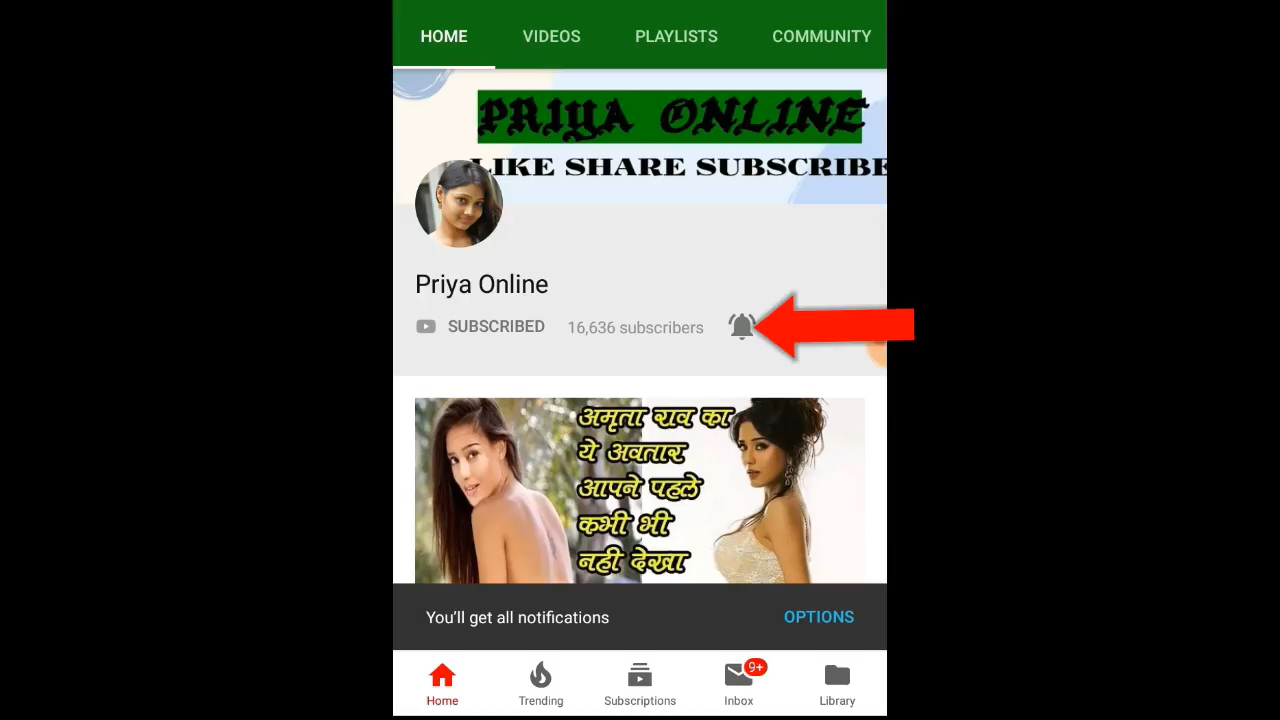 HOME VIDEOS PLAYLISTS COMMUNITY
PRIYA ONLINE
LIKE SHARE SUBSCRIBE
Priya Online
SUBSCRIBED 16,636 subscribers
अमृता राव का
ये अवतार
आपने पहले
कभी भी
नही देखा
You'll get all notifications OPTIONS
9+
Home Trending Subscriptions Inbox Library